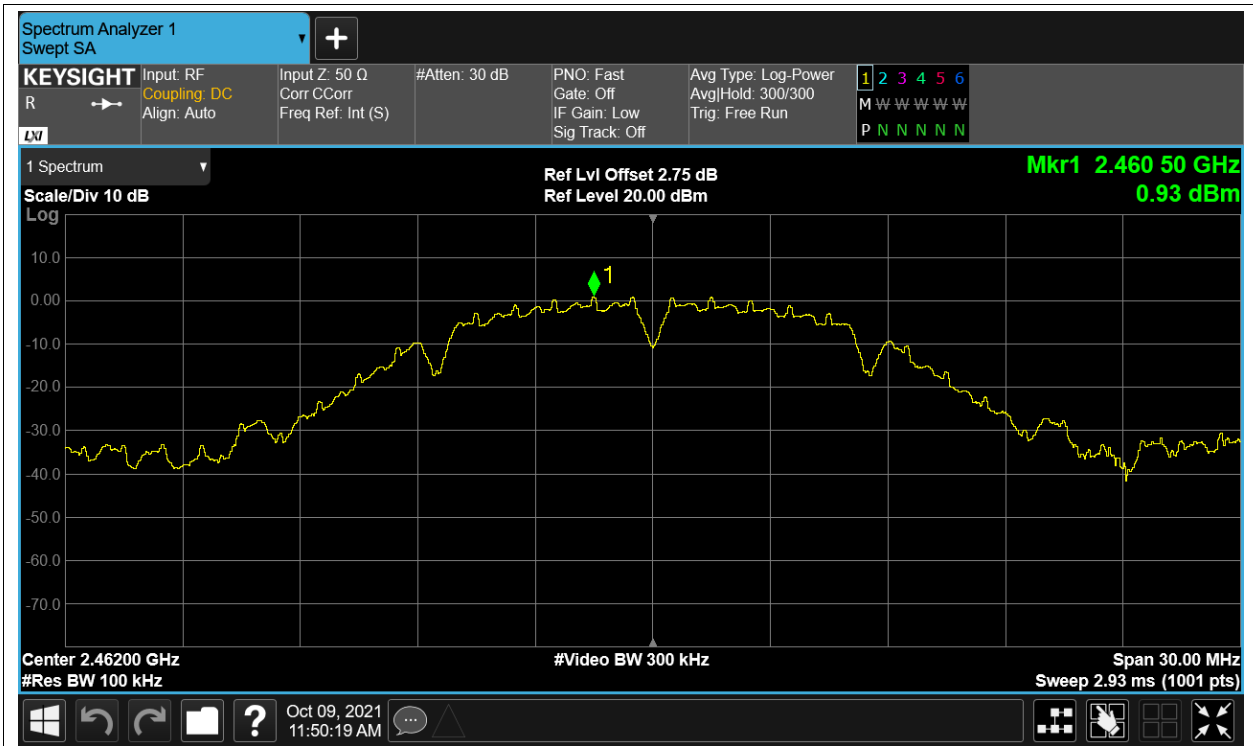 Spectrum Analyzer 1
Swept SA
+
KEYSIGHT
R
LXI
Input: RF
Coupling: DC
Align: Auto
Input Z: 50 Ω
Corr CCorr
Freq Ref: Int (S)
#Atten: 30 dB
PNO: Fast
Gate: Off
IF Gain: Low
Sig Track: Off
Avg Type: Log-Power
Avg|Hold: 300/300
Trig: Free Run
1 2 3 4 5 6
M W W W W W W
P N N N N N
1 Spectrum
Scale/Div 10 dB
Ref Lvl Offset 2.75 dB
Ref Level 20.00 dBm
Mkr1 2.460 50 GHz
0.93 dBm
Log
10.0
0.00
-10.0
-20.0
-30.0
-40.0
-50.0
-60.0
-70.0
1
Center 2.46200 GHz
#Video BW 300 kHz
Span 30.00 MHz
#Res BW 100 kHz
Sweep 2.93 ms (1001 pts)
?
Oct 09, 2021
11:50:19 AM